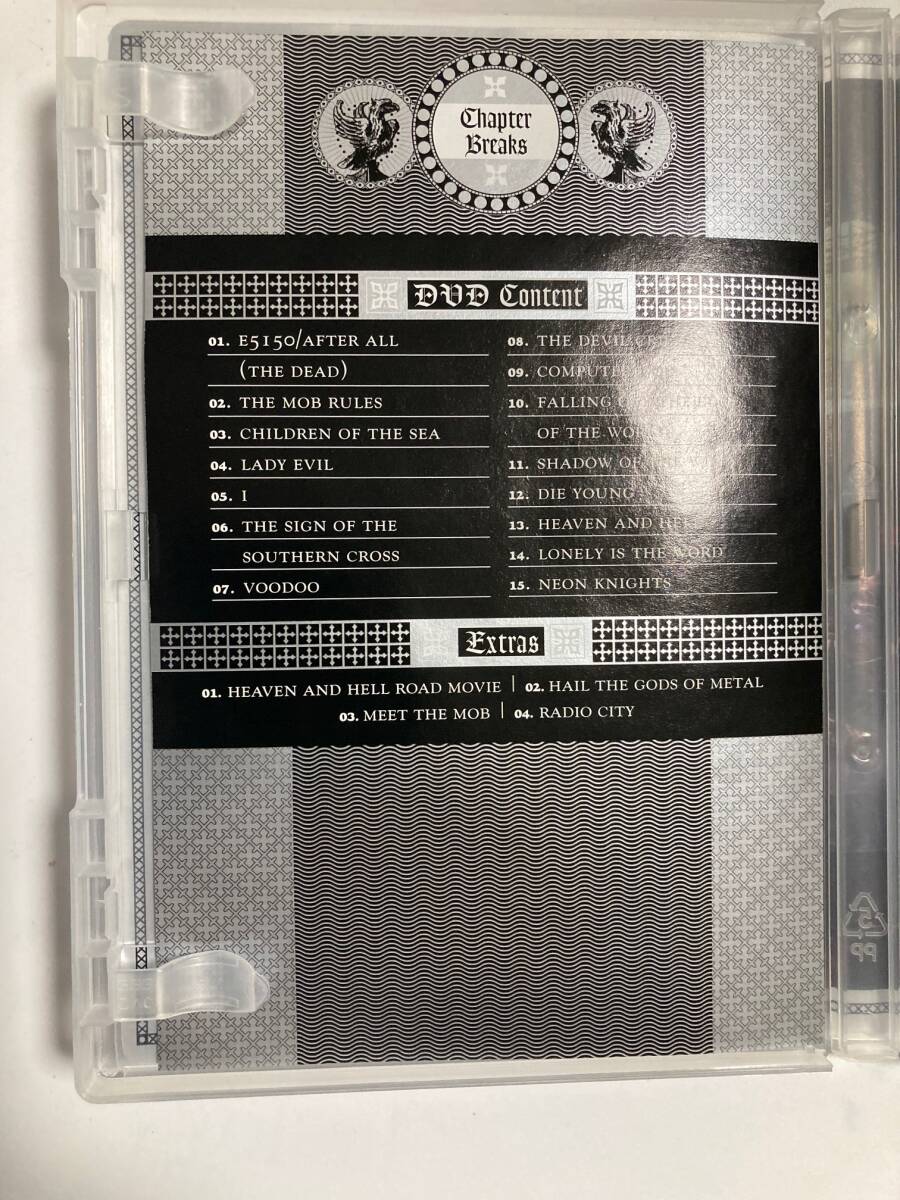 Chapter
Breaks
DVD Content
01. E5150/AFTER ALL
(THE DEAD)
02. THE MOB RULES
03. CHILDREN OF THE SEA
04. LADY EVIL
05. I
06. THE SIGN OF THE
SOUTHERN CROSS
07. VOODOO
08. THE DEVIL
09.
10. FALLING
OF THE
11. SHADOW OF
12. DIE YOUNG
13. HEAVEN AND HELL
14. LONELY IS THE WORD
15. NEON KNIGHTS
Extras
01. HEAVEN AND HELL ROAD MOVIE | 02. HAIL THE GODS OF METAL
03. MEET THE MOB | 04. RADIO CITY
5
PP